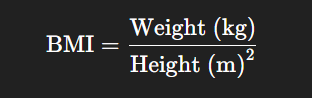 BMI = Weight (kg)
Height (m)²